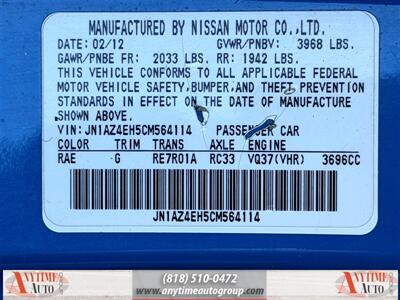 MANUFACTURED BY NISSAN MOTOR CO.,LTD.
DATE: 02/12 GVWR/PNBV: 3968 LBS.
GAWR/PNBE FR: 2033 LBS. RR: 1942 LBS.
THIS VEHICLE CONFORMS TO ALL APPLICABLE FEDERAL
MOTOR VEHICLE SAFETY, BUMPER, AND THEFT PREVENTION
STANDARDS IN EFFECT ON THE DATE OF MANUFACTURE
SHOWN ABOVE.
VIN: JN1AZ4EH5CM564114 PASSENGER CAR
COLOR TRIM TRANS AXLE ENGINE
RAE G RE7R01A RC33 VQ37(VHR) 3696CC
JN1AZ4EH5CM564114
ANYTIME AUTO
(818) 510-0472
www.anytimeautogroup.com
ANYTIME AUTO